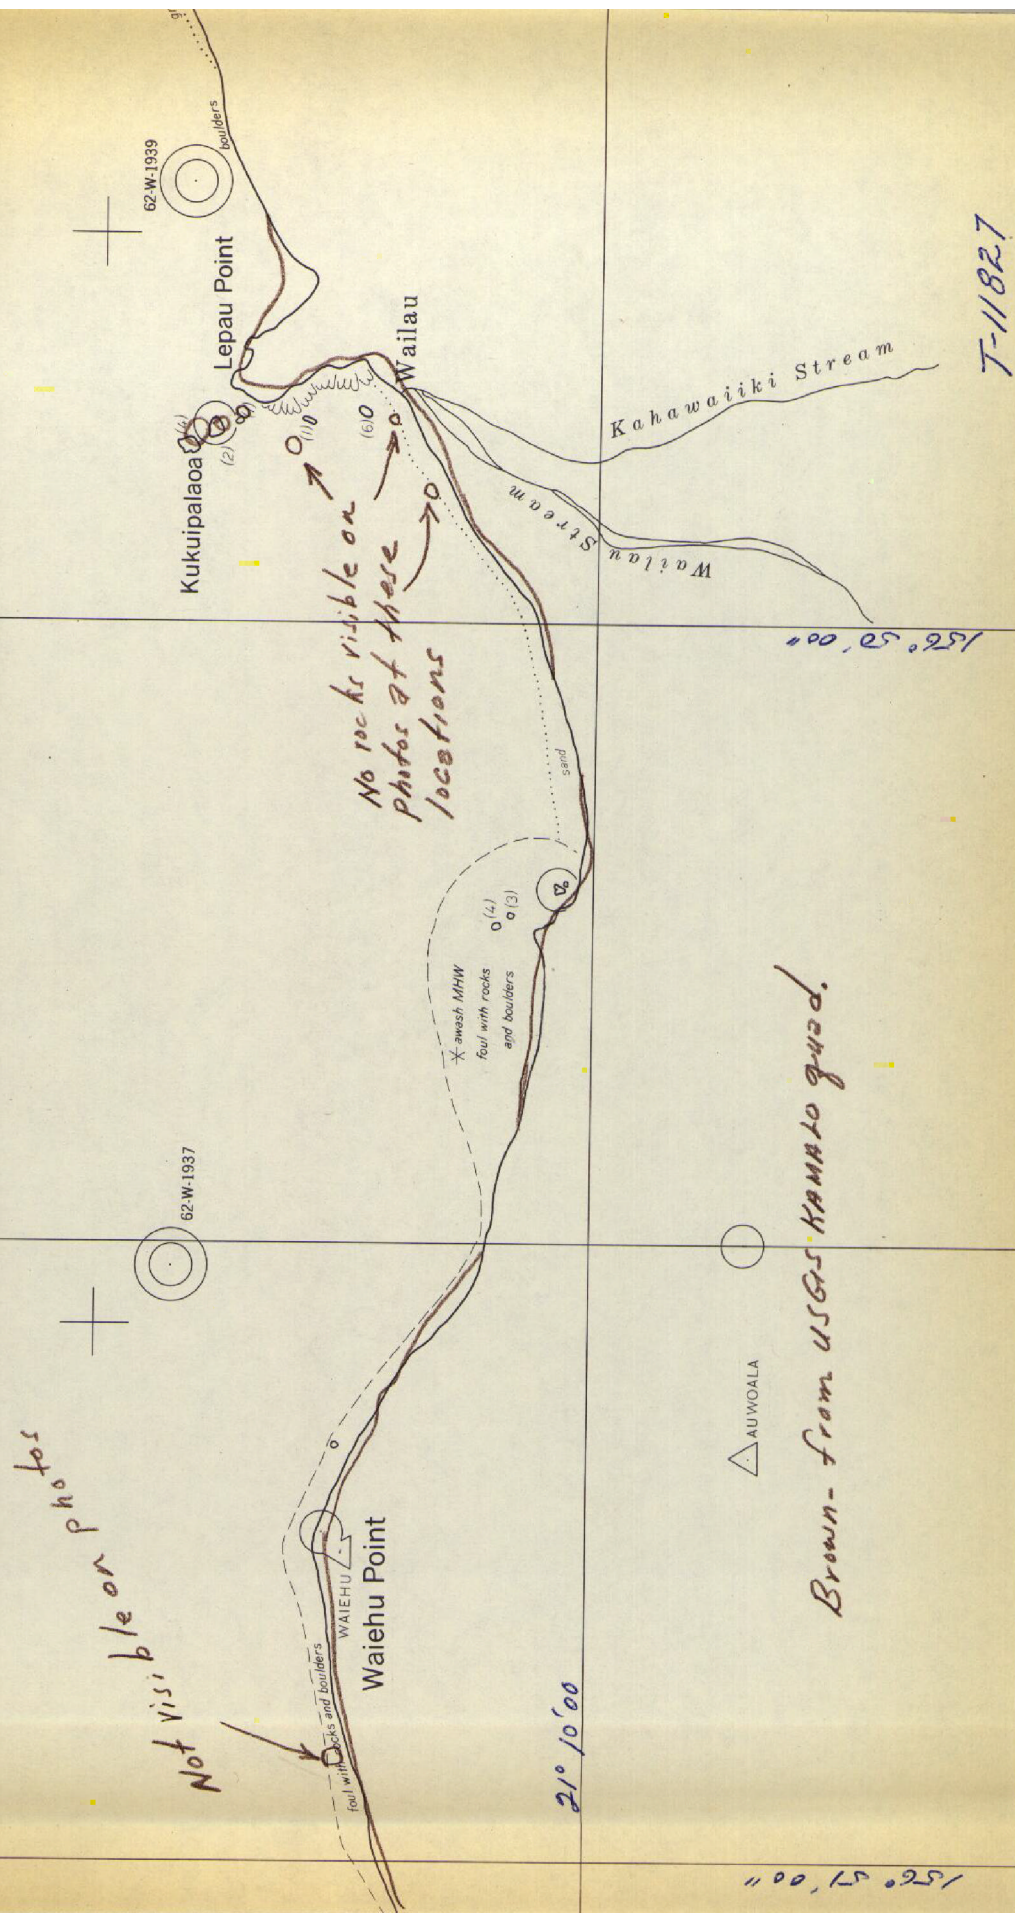 Not visible on photos
62-W-1937
62-W-1939
gr
boulders
Lepau Point
Kukuipalaoa
(2)
(1)
(6)
Wailau
No rocks visible on
photos at these
locations
Kahawaiiki Stream
Wailau Stream
sand
(4)
(3)
awash MHW
foul with rocks
and boulders
foul with rocks and boulders
WAIEHU
Waiehu Point
AUWOALA
21° 10' 00
156° 50' 00"
156° 51' 00"
Brown - from USGS KAMALO quad.
T-11827